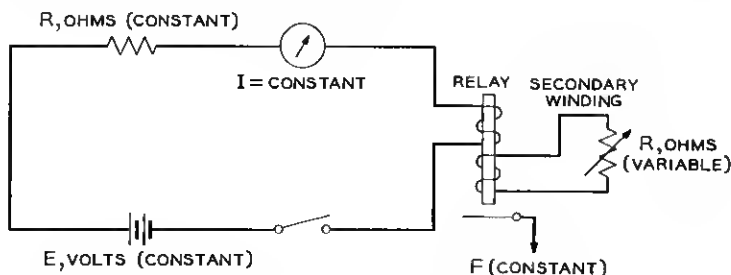 R, OHMS (CONSTANT)
I = CONSTANT
RELAY
SECONDARY
WINDING
R, OHMS
(VARIABLE)
E, VOLTS (CONSTANT)
F (CONSTANT)